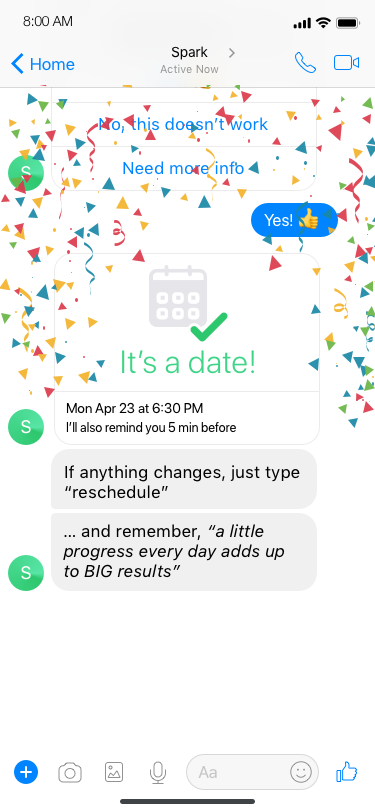 8:00 AM
Home
Spark
Active Now
No, this doesn't work
S
Need more info
Yes! 👍
It's a date!
Mon Apr 23 at 6:30 PM
I'll also remind you 5 min before
S
If anything changes, just type
“reschedule”
... and remember, “a little
progress every day adds up
to BIG results”
S
Aa